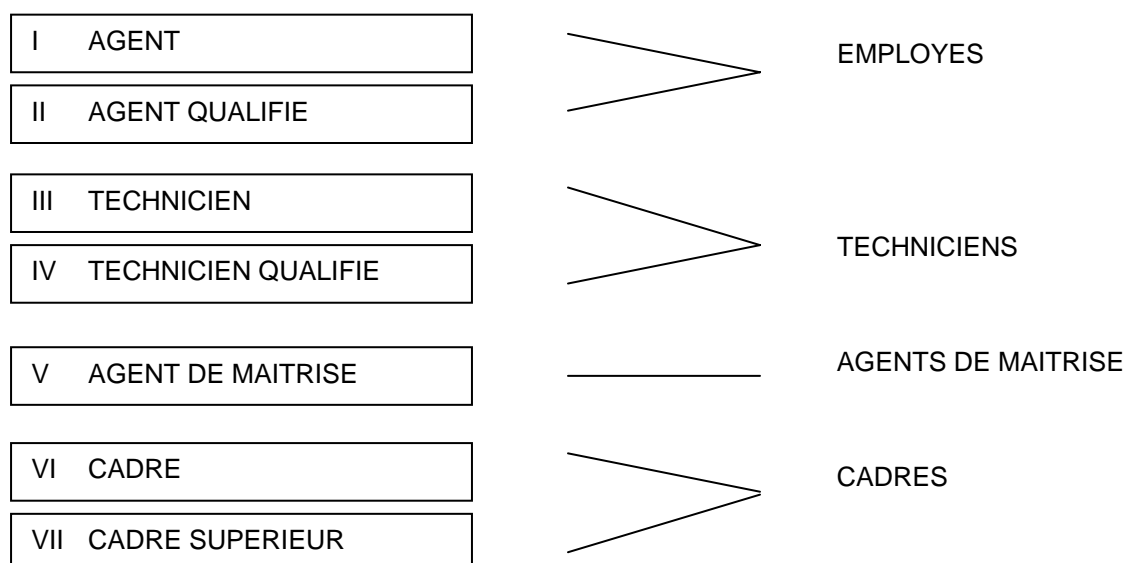 I AGENT
EMPLOYES
II AGENT QUALIFIE
III TECHNICIEN
TECHNICIENS
IV TECHNICIEN QUALIFIE
V AGENT DE MAITRISE
AGENTS DE MAITRISE
VI CADRE
CADRES
VII CADRE SUPERIEUR